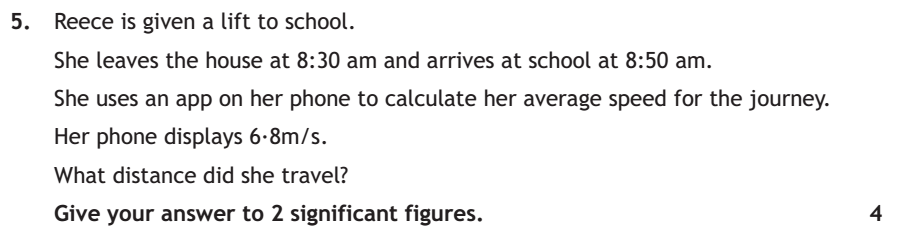 5. Reece is given a lift to school.
She leaves the house at 8:30 am and arrives at school at 8:50 am.
She uses an app on her phone to calculate her average speed for the journey.
Her phone displays 6·8m/s.
What distance did she travel?
Give your answer to 2 significant figures. 4